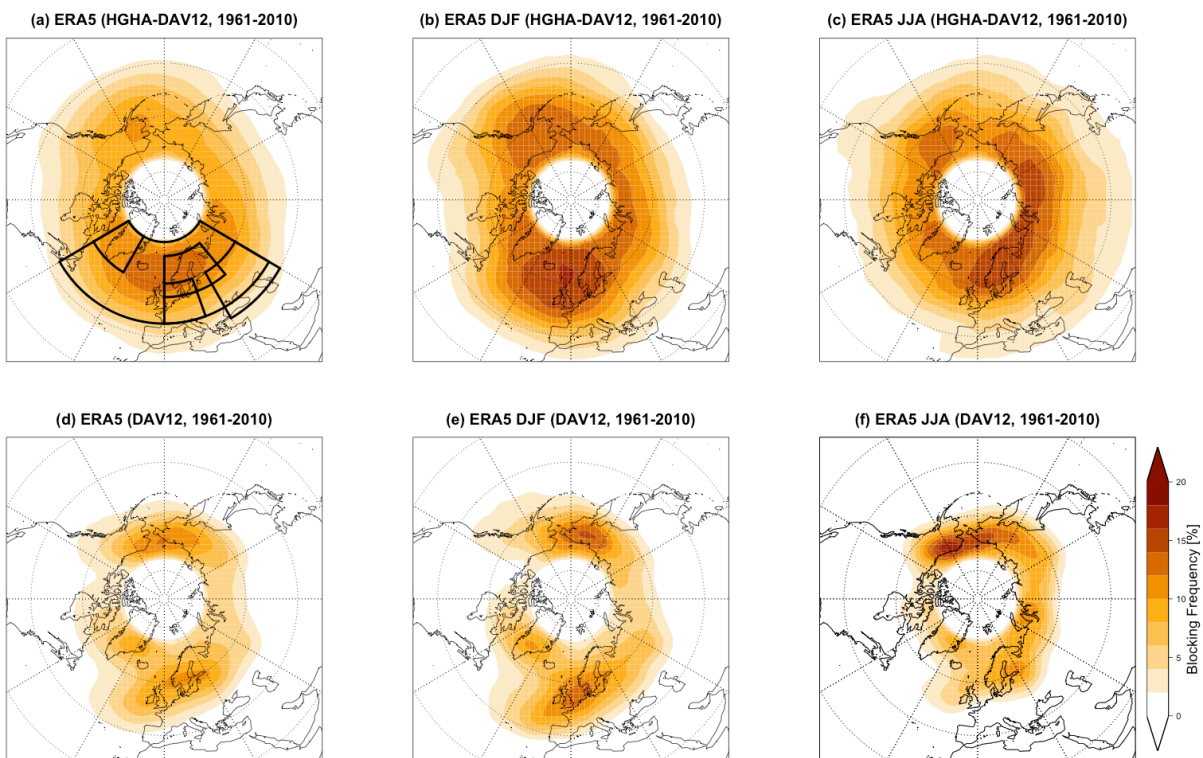 (a) ERA5 (HGHA-DAV12, 1961-2010)
(b) ERA5 DJF (HGHA-DAV12, 1961-2010)
(c) ERA5 JJA (HGHA-DAV12, 1961-2010)
(d) ERA5 (DAV12, 1961-2010)
(e) ERA5 DJF (DAV12, 1961-2010)
(f) ERA5 JJA (DAV12, 1961-2010)
20
15
10
5
0
Blocking Frequency [%]